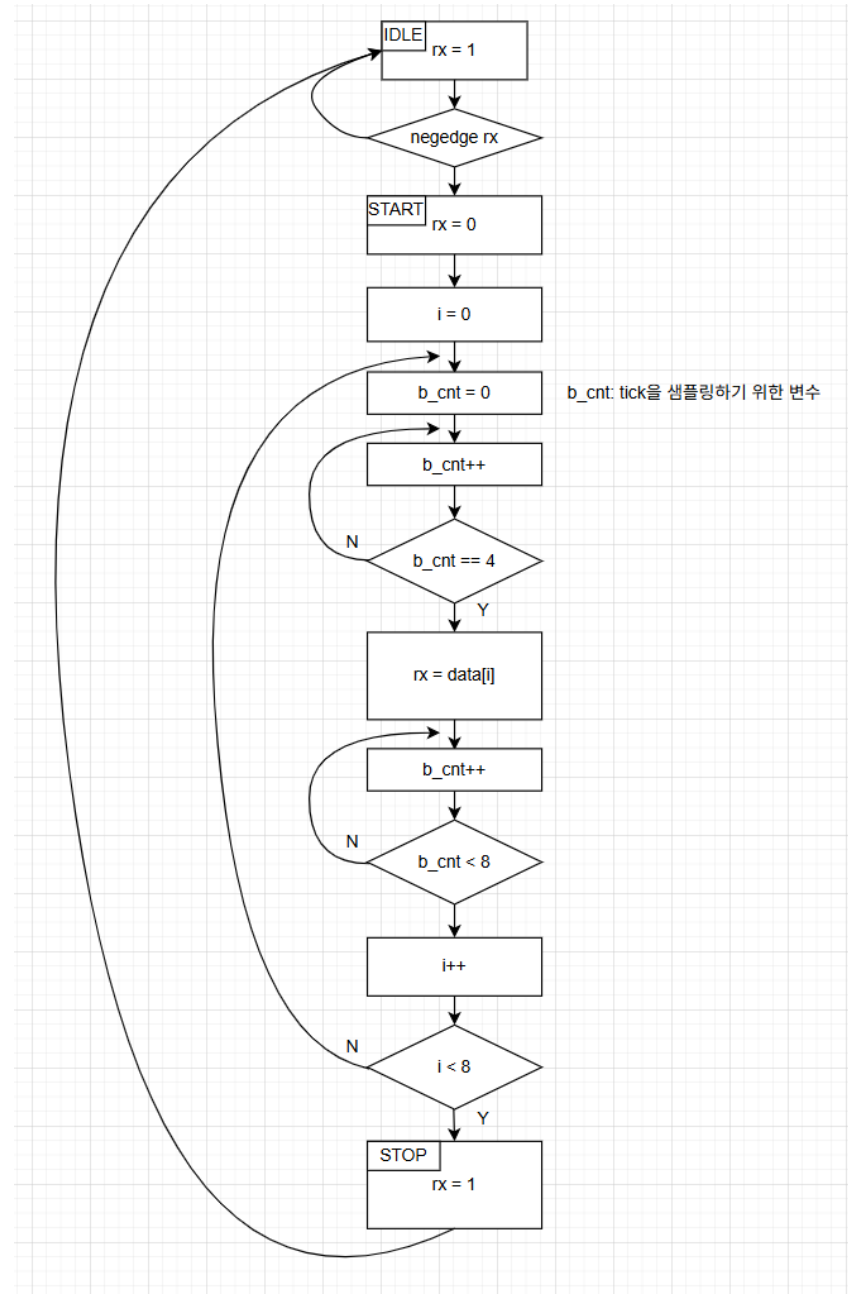 IDLE
rx = 1
negedge rx
START
rx = 0
i = 0
b_cnt = 0
b_cnt: tick을 샘플링하기 위한 변수
b_cnt++
N
b_cnt == 4
Y
rx = data[i]
b_cnt++
N
b_cnt < 8
i++
N
i < 8
Y
STOP
rx = 1